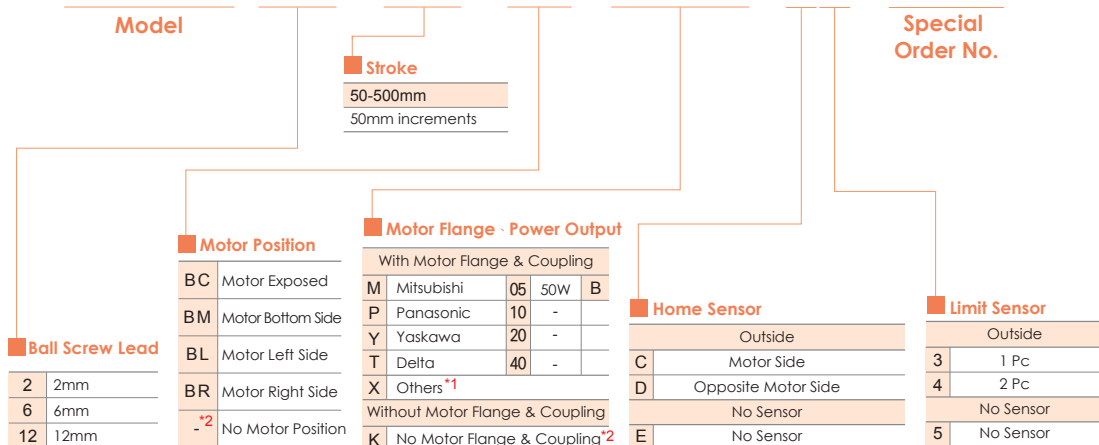 Model
Special
Order No.
Stroke
50-500mm
50mm increments
Ball Screw Lead
2 2mm
6 6mm
12 12mm
Motor Position
BC Motor Exposed
BM Motor Bottom Side
BL Motor Left Side
BR Motor Right Side
-*2 No Motor Position
Motor Flange、Power Output
With Motor Flange & Coupling
M Mitsubishi 05 50W B
P Panasonic 10 -
Y Yaskawa 20 -
T Delta 40 -
X Others*1
Without Motor Flange & Coupling
K No Motor Flange & Coupling*2
Home Sensor
Outside
C Motor Side
D Opposite Motor Side
No Sensor
E No Sensor
Limit Sensor
Outside
3 1 Pc
4 2 Pc
No Sensor
5 No Sensor